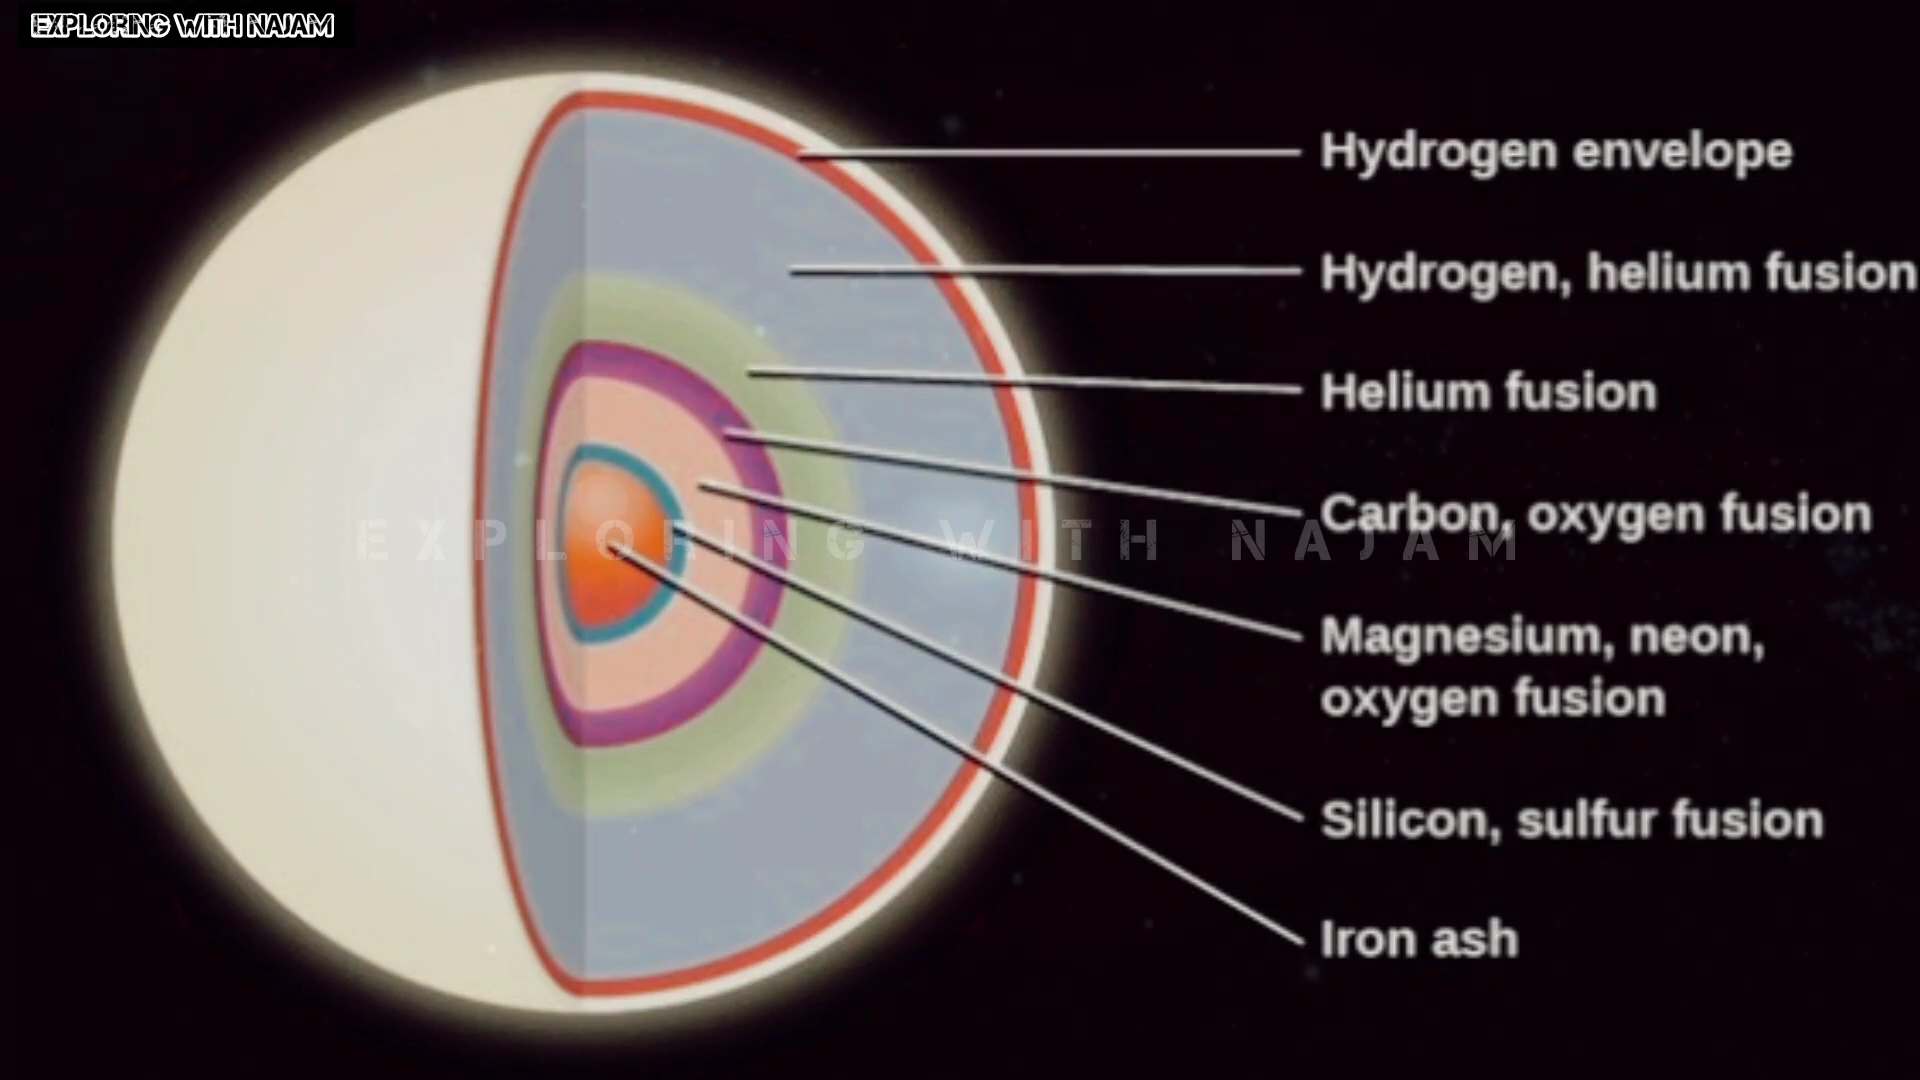 EXPLORING WITH NAJAM
Hydrogen envelope
Hydrogen, helium fusion
Helium fusion
Carbon, oxygen fusion
EXPLORING WITH NAJAM
Magnesium, neon,
oxygen fusion
Silicon, sulfur fusion
Iron ash